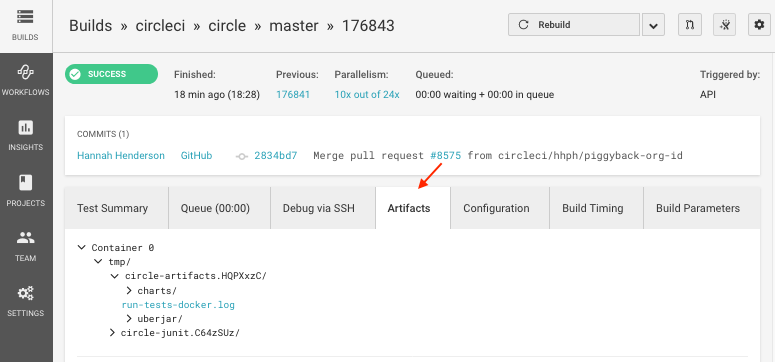 BUILDS
WORKFLOWS
INSIGHTS
PROJECTS
TEAM
SETTINGS
Builds » circleci » circle » master » 176843
Rebuild
SUCCESS
Finished:
18 min ago (18:28)
Previous:
176841
Parallelism:
10x out of 24x
Queued:
00:00 waiting + 00:00 in queue
Triggered by:
API
COMMITS (1)
Hannah Henderson GitHub 2834bd7 Merge pull request #8575 from circleci/hhph/piggyback-org-id
Test Summary Queue (00:00) Debug via SSH Artifacts Configuration Build Timing Build Parameters
Container 0
tmp/
circle-artifacts.HQPXxzC/
charts/
run-tests-docker.log
uberjar/
circle-junit.C64zSUz/